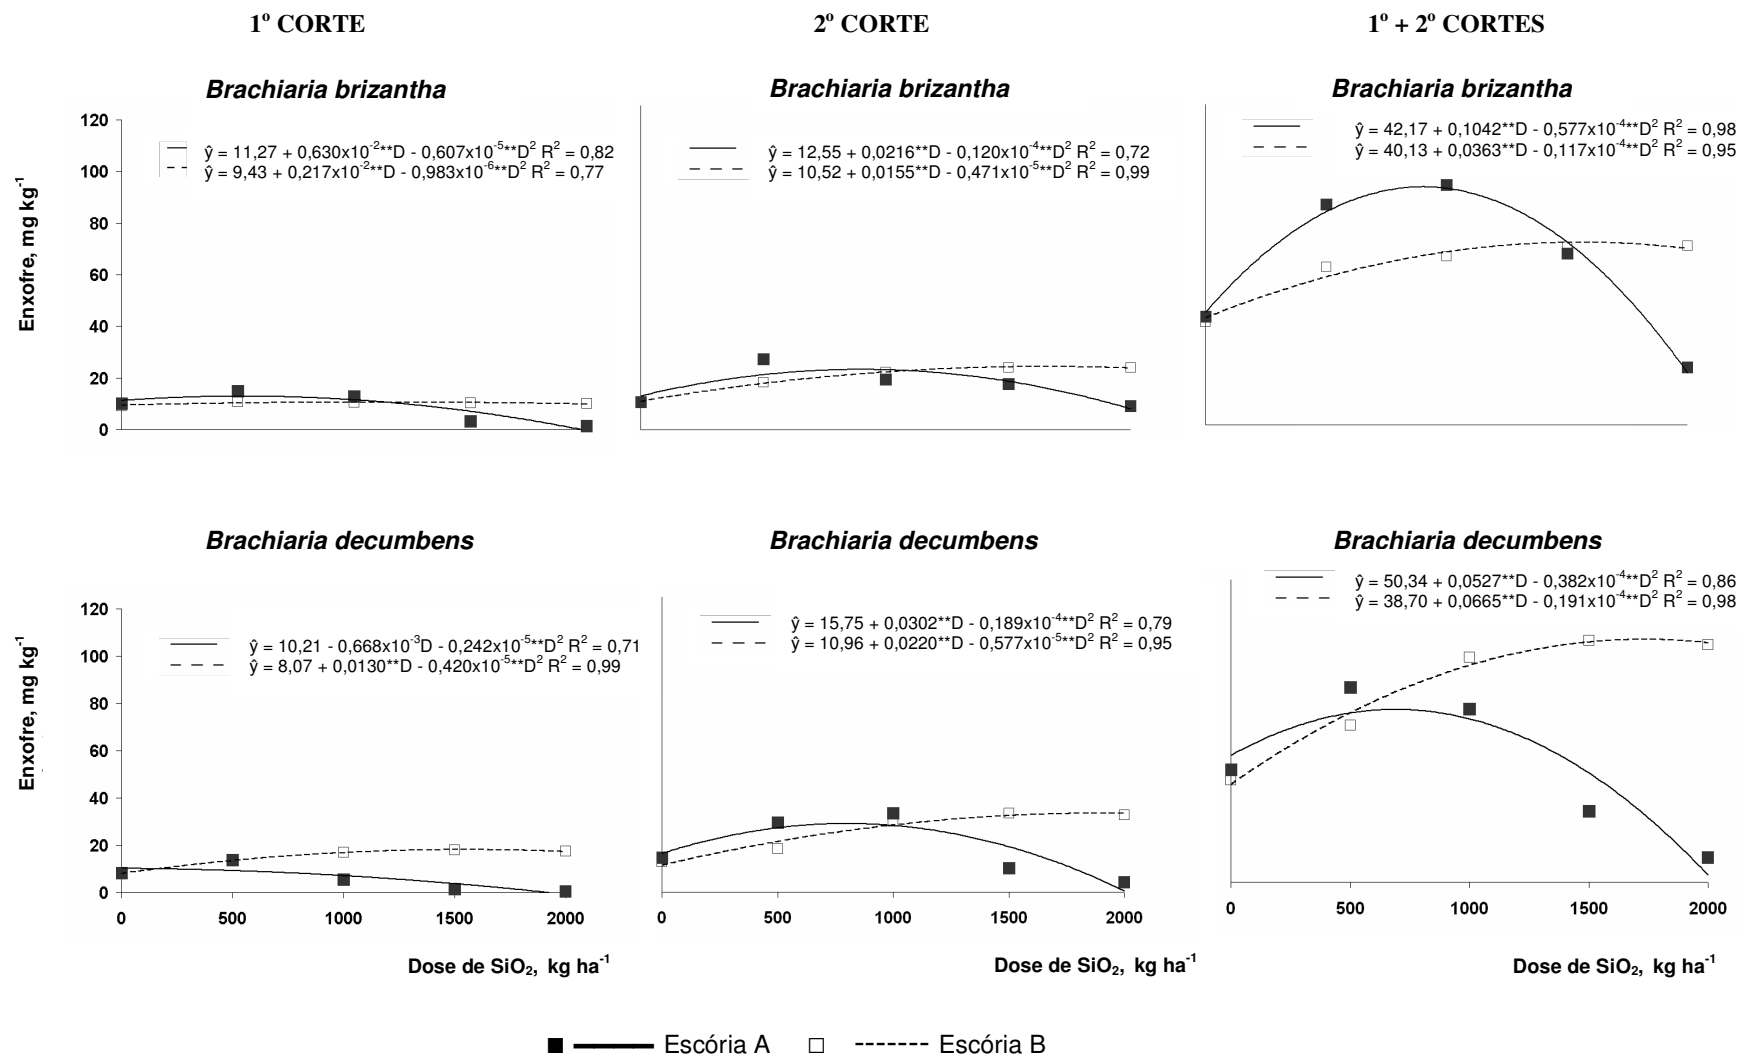 1º CORTE
2º CORTE
1º + 2º CORTES
Brachiaria brizantha
Brachiaria brizantha
Brachiaria brizantha
ŷ = 11,27 + 0,630x10⁻²**D - 0,607x10⁻⁵**D² R² = 0,82
ŷ = 9,43 + 0,217x10⁻²**D - 0,983x10⁻⁶**D² R² = 0,77
ŷ = 12,55 + 0,0216**D - 0,120x10⁻⁴**D² R² = 0,72
ŷ = 10,52 + 0,0155**D - 0,471x10⁻⁵**D² R² = 0,99
ŷ = 42,17 + 0,1042**D - 0,577x10⁻⁴**D² R² = 0,98
ŷ = 40,13 + 0,0363**D - 0,117x10⁻⁴**D² R² = 0,95
Enxofre, mg kg⁻¹
120
100
80
60
40
20
0
Brachiaria decumbens
Brachiaria decumbens
Brachiaria decumbens
ŷ = 10,21 - 0,668x10⁻³D - 0,242x10⁻⁵**D² R² = 0,71
ŷ = 8,07 + 0,0130**D - 0,420x10⁻⁵**D² R² = 0,99
ŷ = 15,75 + 0,0302**D - 0,189x10⁻⁴**D² R² = 0,79
ŷ = 10,96 + 0,0220**D - 0,577x10⁻⁵**D² R² = 0,95
ŷ = 50,34 + 0,0527**D - 0,382x10⁻⁴**D² R² = 0,86
ŷ = 38,70 + 0,0665**D - 0,191x10⁻⁴**D² R² = 0,98
Enxofre, mg kg⁻¹
120
100
80
60
40
20
0
0 500 1000 1500 2000
0 500 1000 1500 2000
0 500 1000 1500 2000
Dose de SiO₂, kg ha⁻¹
Dose de SiO₂, kg ha⁻¹
Dose de SiO₂, kg ha⁻¹
Escória A
Escória B